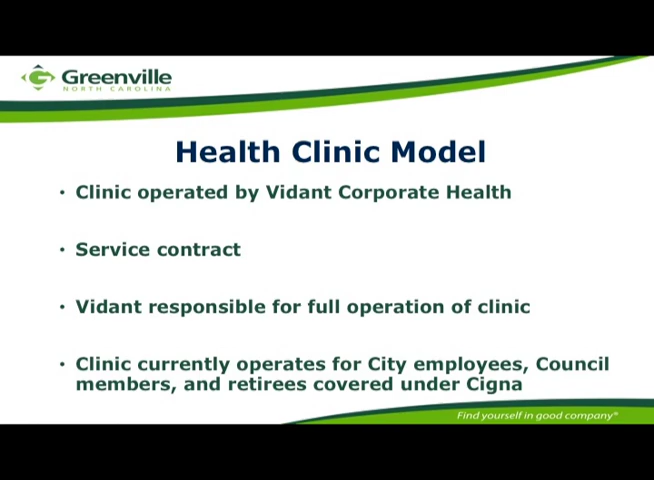 Greenville
NORTH CAROLINA
Health Clinic Model
• Clinic operated by Vidant Corporate Health
• Service contract
• Vidant responsible for full operation of clinic
• Clinic currently operates for City employees, Council
members, and retirees covered under Cigna
Find yourself in good company®